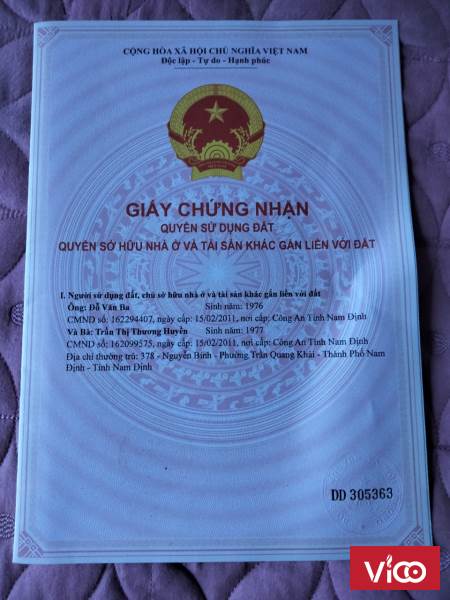 CỘNG HÒA XÃ HỘI CHỦ NGHĨA VIỆT NAM
Độc lập - Tự do - Hạnh phúc
GIẤY CHỨNG NHẬN
QUYỀN SỬ DỤNG ĐẤT
QUYỀN SỞ HỮU NHÀ Ở VÀ TÀI SẢN KHÁC GẮN LIỀN VỚI ĐẤT
I. Người sử dụng đất, chủ sở hữu nhà ở và tài sản khác gắn liền với đất
Ông: Đỗ Văn Ba Sinh năm: 1976
CMND số: 162294407, ngày cấp: 15/02/2011, nơi cấp: Công An Tỉnh Nam Định
Và Bà: Trần Thị Thương Huyền Sinh năm: 1977
CMND số: 162099575, ngày cấp: 15/02/2011, nơi cấp: Công An Tỉnh Nam Định
Địa chỉ thường trú: 378 - Nguyễn Bính - Phường Trần Quang Khải - Thành Phố Nam
Định - Tỉnh Nam Định
DD 305363
Vico